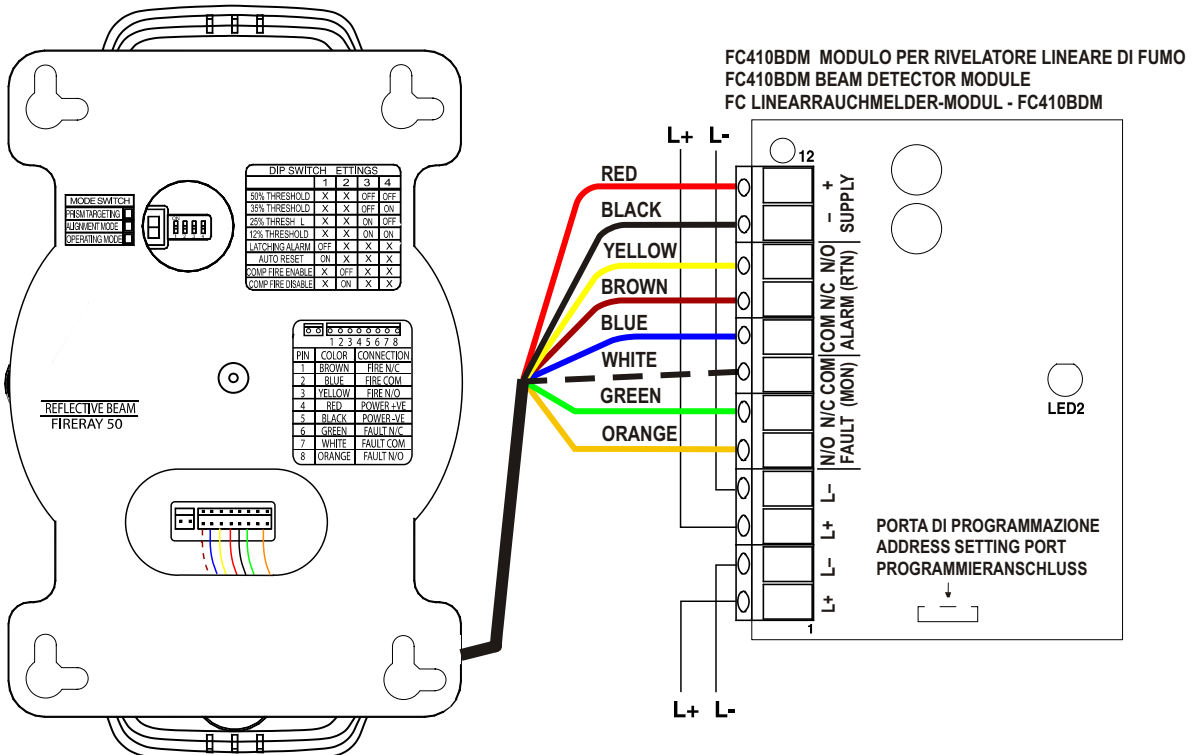 FC410BDM MODULO PER RIVELATORE LINEARE DI FUMO
FC410BDM BEAM DETECTOR MODULE
FC LINEARRAUCHMELDER-MODUL - FC410BDM
L+ L-
12
RED
BLACK
YELLOW
BROWN
BLUE
WHITE
GREEN
ORANGE
+
-
SUPPLY
COM N/C N/O
ALARM (RTN)
N/O N/C COM
FAULT (MON)
L-
L+
L-
L+
1
LED2
PORTA DI PROGRAMMAZIONE
ADDRESS SETTING PORT
PROGRAMMIERANSCHLUSS
L+ L-
MODE SWITCH
PRISM TARGETING
ALIGNMENT MODE
OPERATING MODE
1 2 3 4
DIP SWITCH ETTINGS
1 2 3 4
50% THRESHOLD X X OFF OFF
35% THRESHOLD X X OFF ON
25% THRESH L X X ON OFF
12% THRESHOLD X X ON ON
LATCHING ALARM OFF X X X
AUTO RESET ON X X X
COMP FIRE ENABLE X OFF X X
COMP FIRE DISABLE X ON X X
1 2 3 4 5 6 7 8
PIN COLOR CONNECTION
1 BROWN FIRE N/C
2 BLUE FIRE COM
3 YELLOW FIRE N/O
4 RED POWER +VE
5 BLACK POWER -VE
6 GREEN FAULT N/C
7 WHITE FAULT COM
8 ORANGE FAULT N/O
REFLECTIVE BEAM
FIRERAY 50